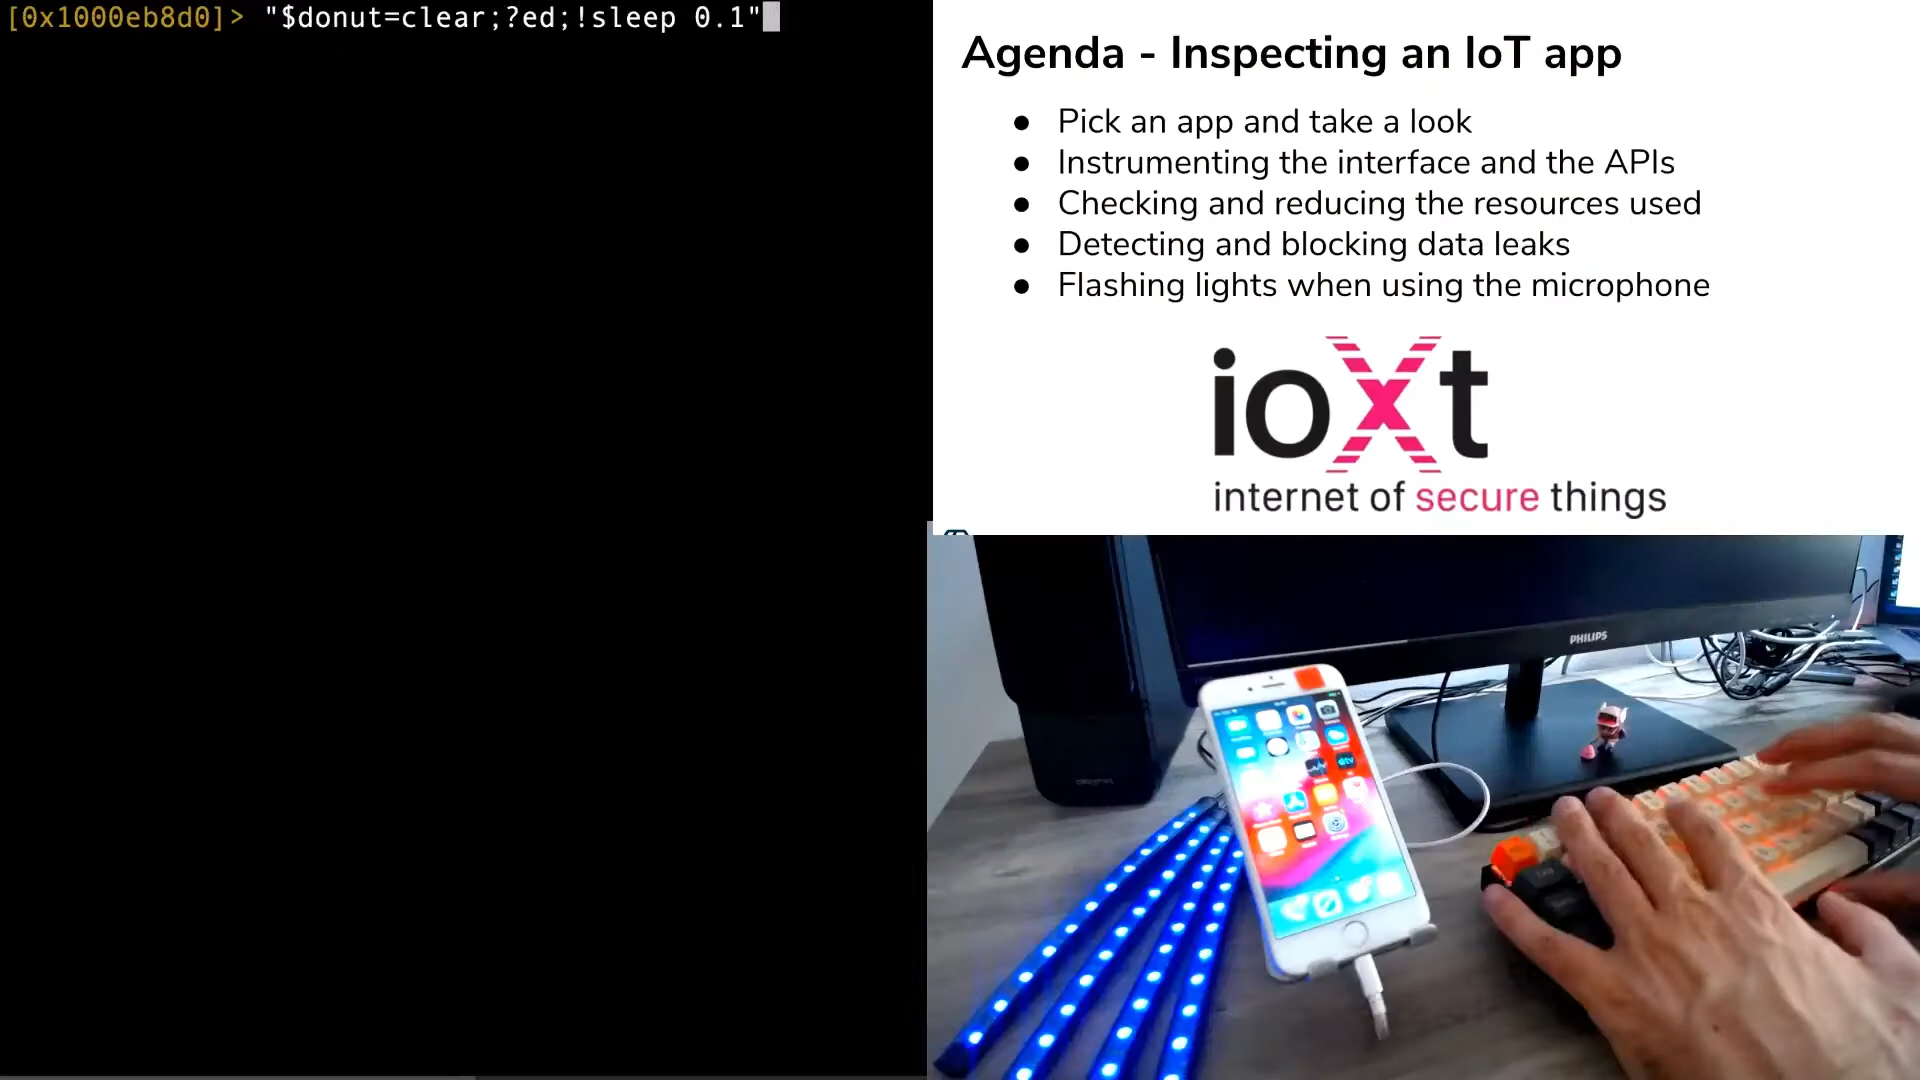 [0x1000eb8d0]> "$donut=clear;?ed;!sleep 0.1"
Agenda - Inspecting an IoT app
● Pick an app and take a look
● Instrumenting the interface and the APIs
● Checking and reducing the resources used
● Detecting and blocking data leaks
● Flashing lights when using the microphone
ioXt
internet of secure things
PHILIPS